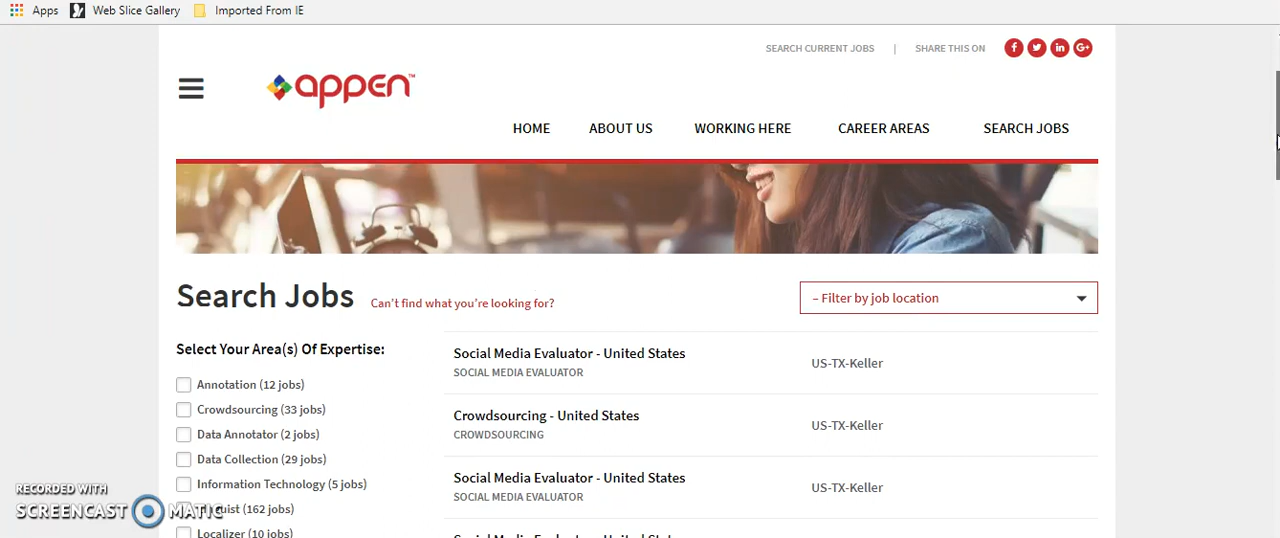 Apps Web Slice Gallery Imported From IE
SEARCH CURRENT JOBS | SHARE THIS ON
appen™
HOME ABOUT US WORKING HERE CAREER AREAS SEARCH JOBS
Search Jobs Can't find what you're looking for? – Filter by job location
Select Your Area(s) Of Expertise:
Annotation (12 jobs)
Crowdsourcing (33 jobs)
Data Annotator (2 jobs)
Data Collection (29 jobs)
Information Technology (5 jobs)
(162 jobs)
Localizer (10 jobs)
Social Media Evaluator - United States US-TX-Keller
SOCIAL MEDIA EVALUATOR
Crowdsourcing - United States US-TX-Keller
CROWDSOURCING
Social Media Evaluator - United States US-TX-Keller
SOCIAL MEDIA EVALUATOR
RECORDED WITH
SCREENCAST MATIC